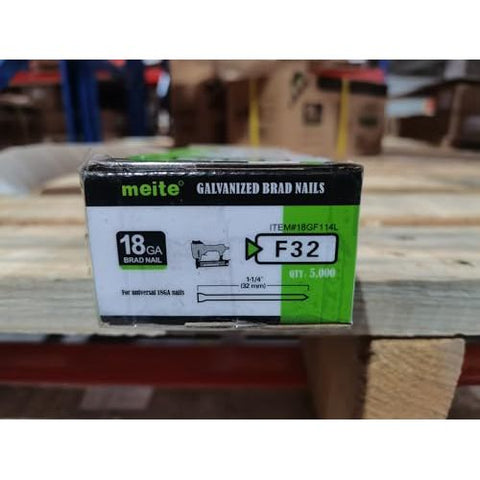 meite®
GALVANIZED BRAD NAILS
ITEM#18GF114L
18GA
BRAD NAIL
F32
QTY: 5,000
1-1/4"
(32 mm)
For universal 18GA nails